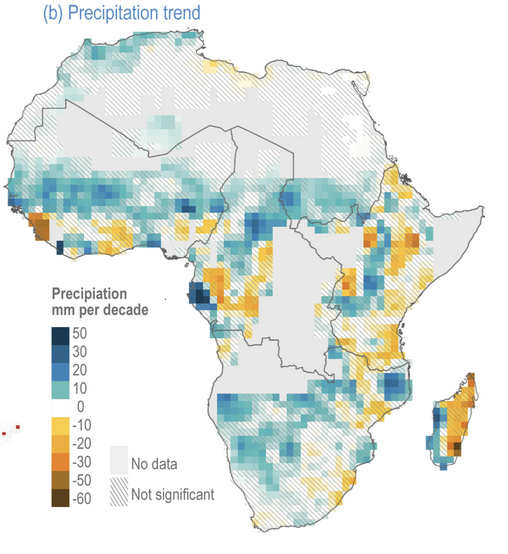 (b) Precipitation trend
Precipiation
mm per decade
50
30
20
10
0
-10
-20
-30
-50
-60
No data
Not significant